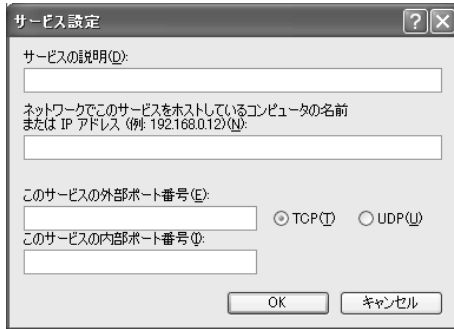 サービス設定
サービスの説明(D):
ネットワークでこのサービスをホストしているコンピュータの名前
または IP アドレス (例: 192.168.0.12)(N):
このサービスの外部ポート番号(E):
TCP(T) UDP(U)
このサービスの内部ポート番号(I):
OK キャンセル